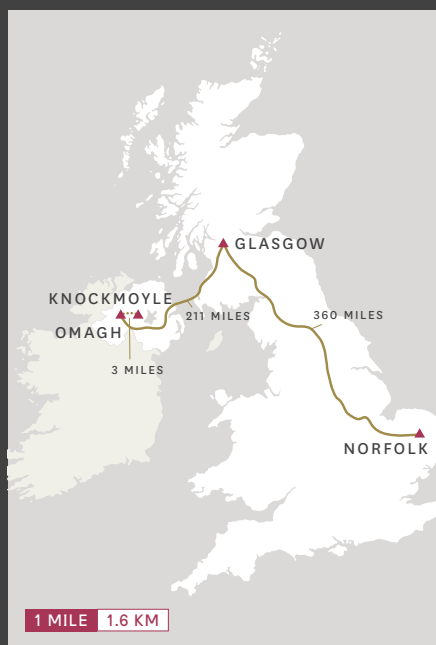 GLASGOW
KNOCKMOYLE
211 MILES
360 MILES
OMAGH
3 MILES
NORFOLK
1 MILE 1.6 KM